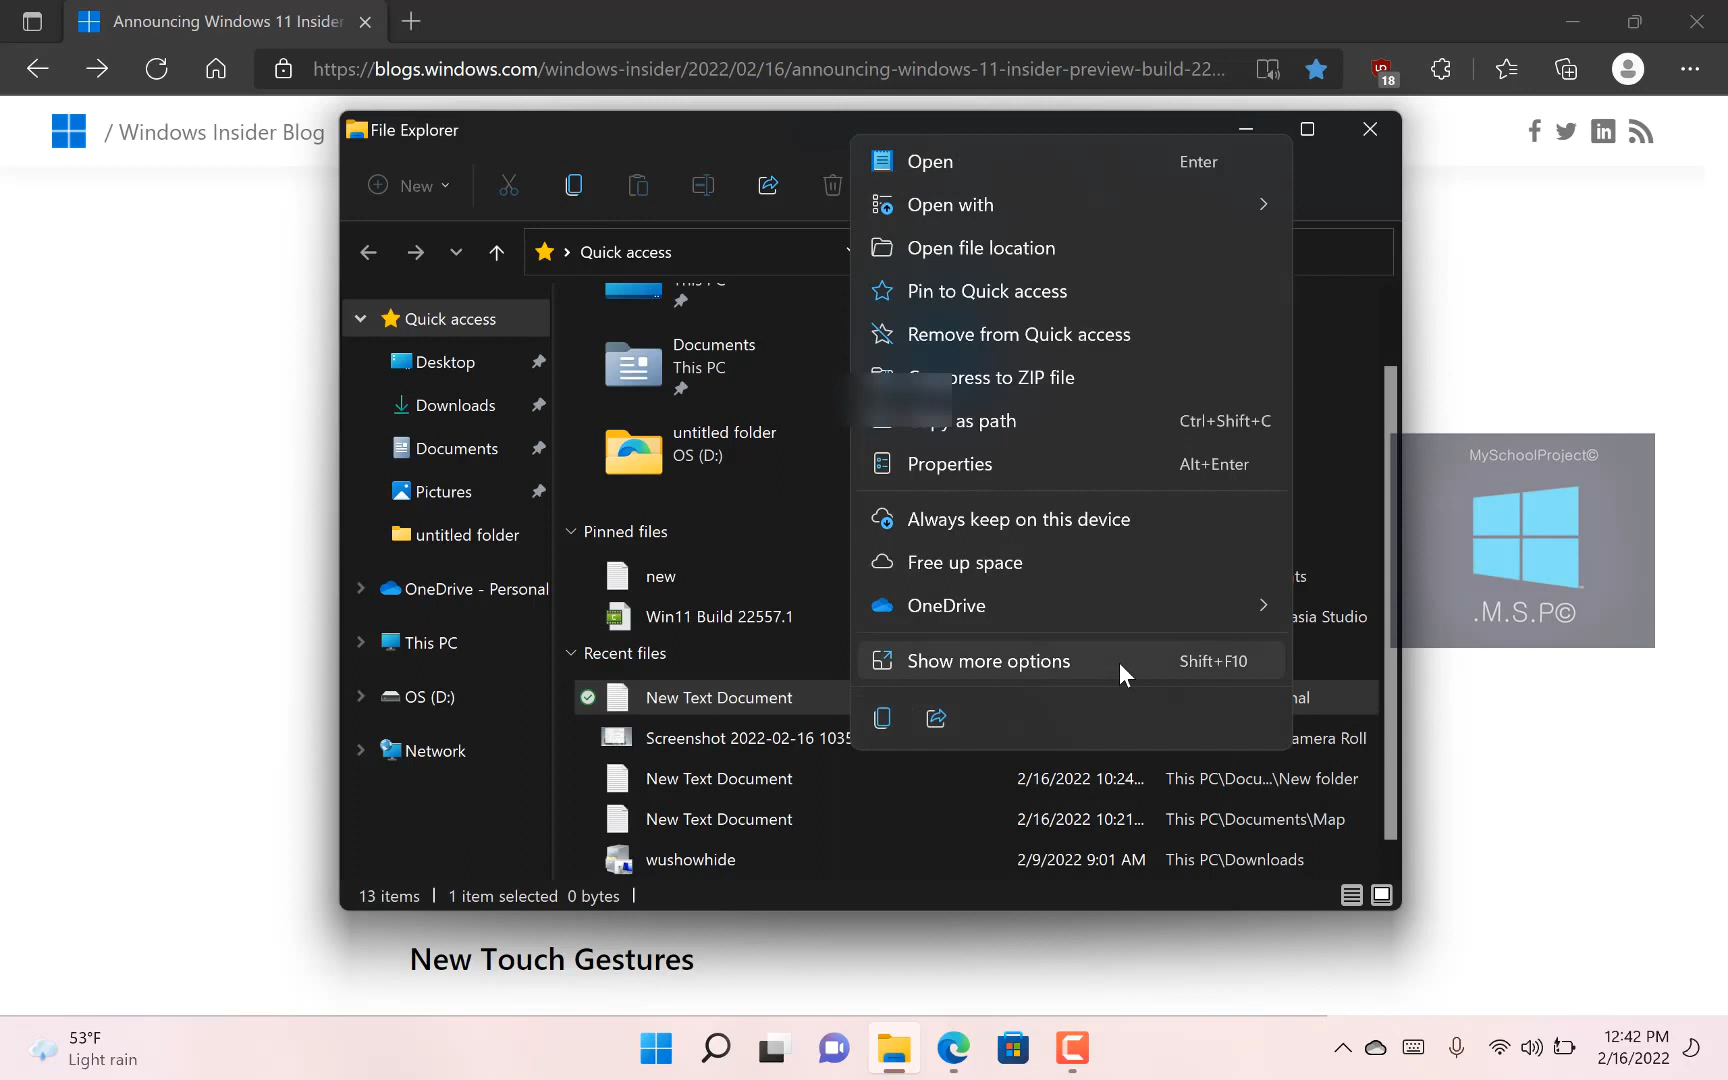 Announcing Windows 11 Insider
https://blogs.windows.com/windows-insider/2022/02/16/announcing-windows-11-insider-preview-build-22...
18
/ Windows Insider Blog
File Explorer
New
Quick access
Quick access
Desktop
Downloads
Documents
Pictures
untitled folder
OneDrive - Personal
This PC
OS (D:)
Network
This PC
Documents
This PC
untitled folder
OS (D:)
Pinned files
new
Win11 Build 22557.1
asia Studio
Recent files
New Text Document
Screenshot 2022-02-16 1035
amera Roll
New Text Document 2/16/2022 10:24... This PC\Docu...\New folder
New Text Document 2/16/2022 10:21... This PC\Documents\Map
wushowhide 2/9/2022 9:01 AM This PC\Downloads
13 items | 1 item selected 0 bytes |
Open Enter
Open with
Open file location
Pin to Quick access
Remove from Quick access
press to ZIP file
as path Ctrl+Shift+C
Properties Alt+Enter
Always keep on this device
Free up space
OneDrive
Show more options Shift+F10
MySchoolProject©
.M.S.P©
New Touch Gestures
53°F
Light rain
12:42 PM
2/16/2022